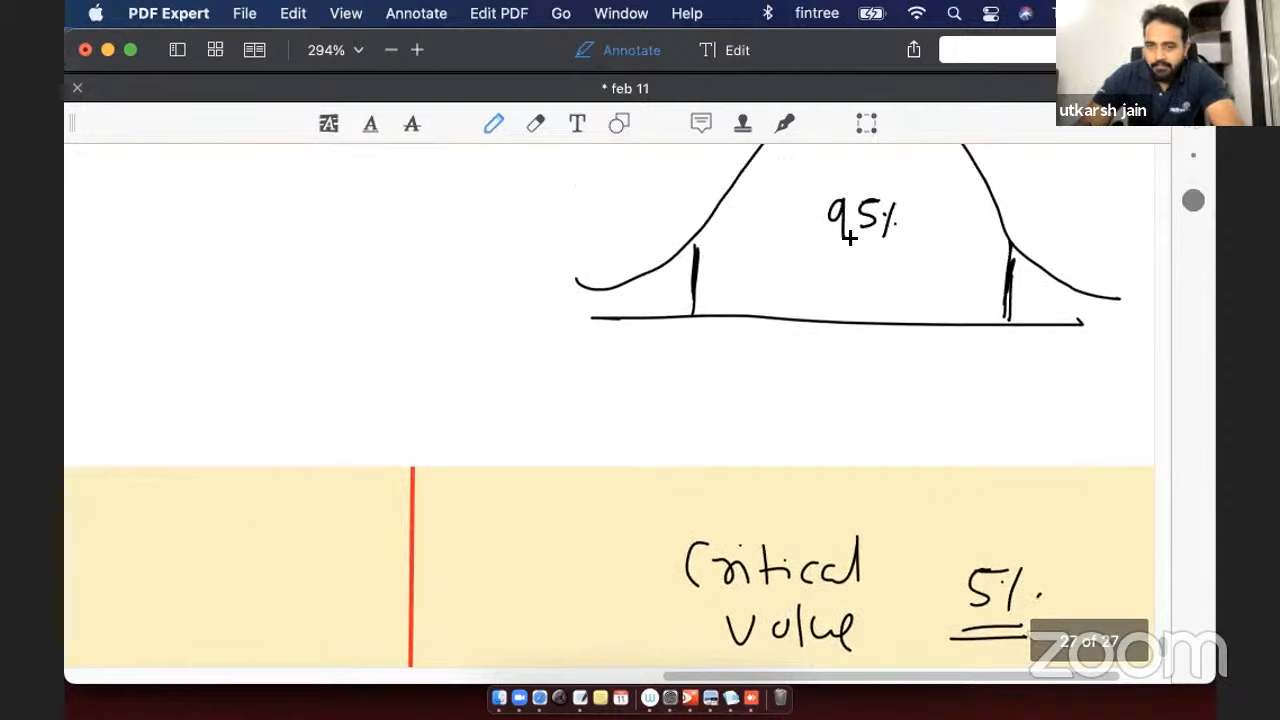 PDF Expert File Edit View Annotate Edit PDF Go Window Help fintree
294% Annotate T| Edit
* feb 11
utkarsh jain
95%
Critical
value
5%.
27 of 27
zoom